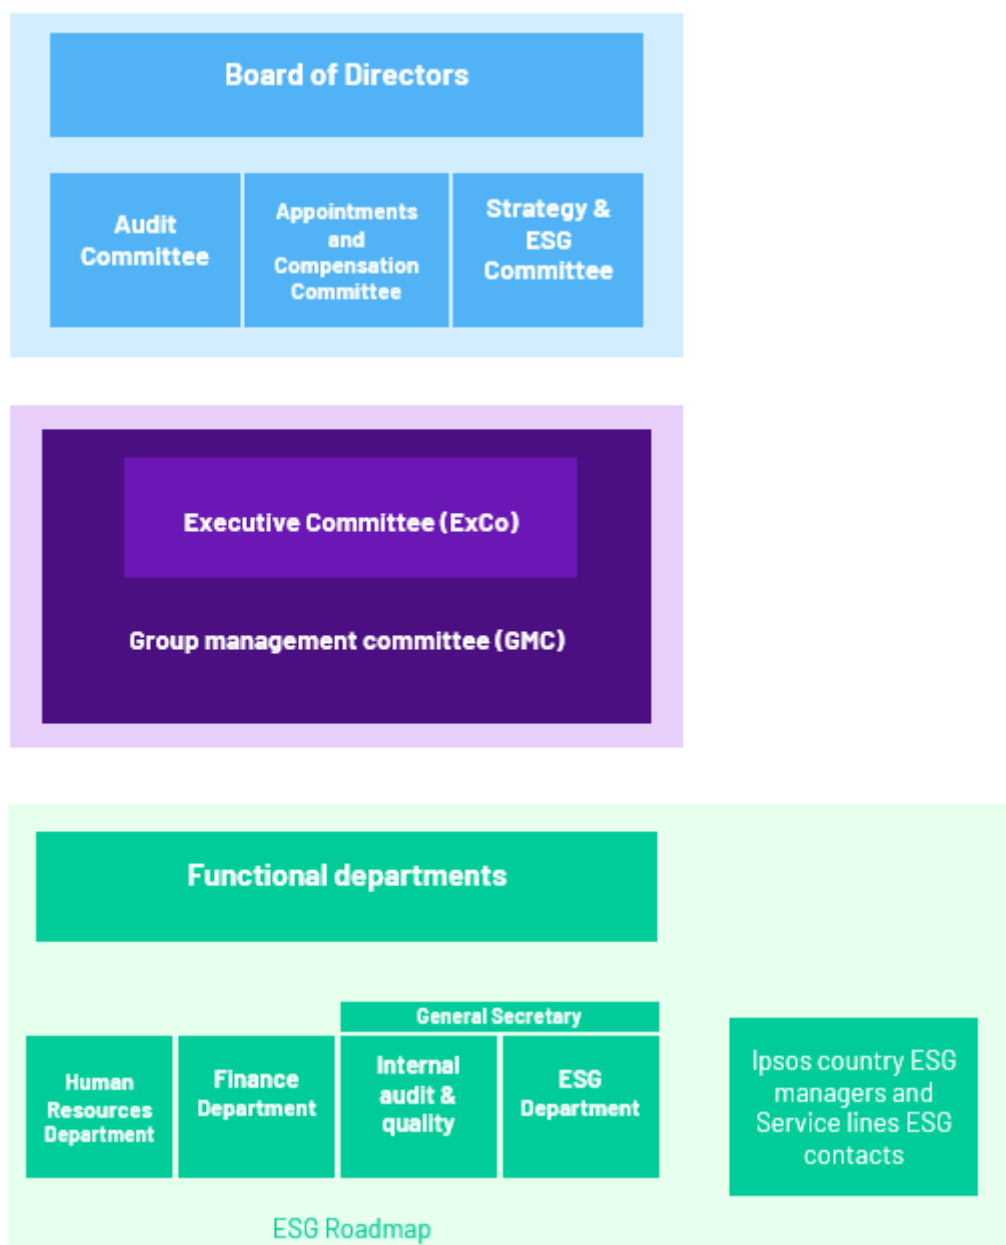 Board of Directors
Audit
Committee
Appointments
and
Compensation
Committee
Strategy &
ESG
Committee
Executive Committee (ExCo)
Group management committee (GMC)
Functional departments
General Secretary
Human
Resources
Department
Finance
Department
Internal
audit &
quality
ESG
Department
Ipsos country ESG
managers and
Service lines ESG
contacts
ESG Roadmap